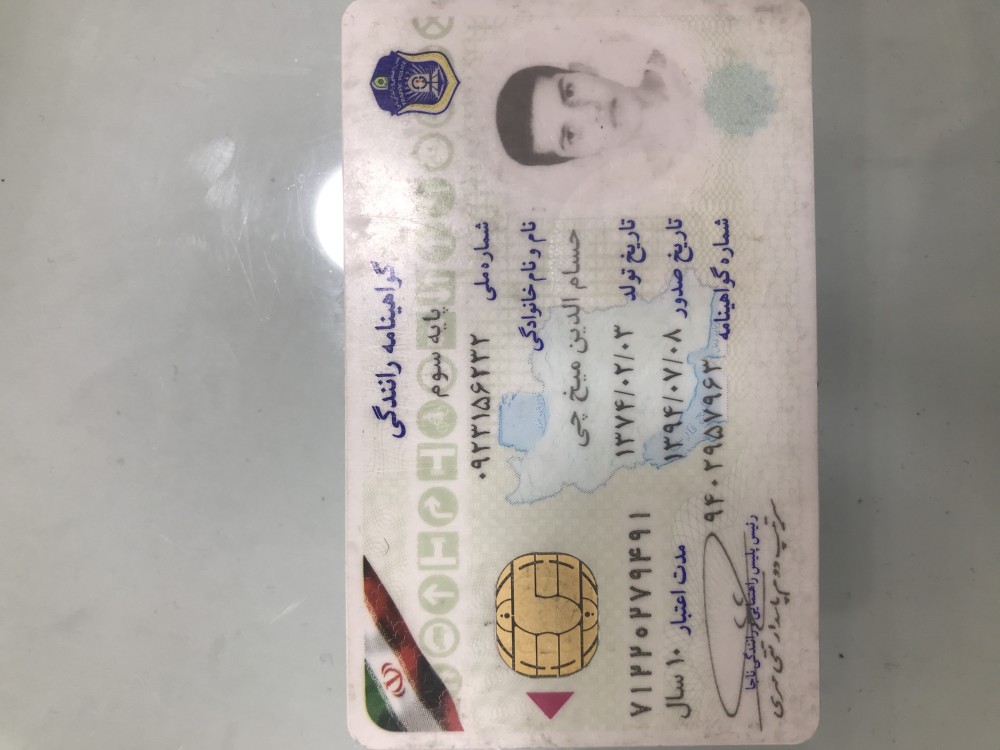 گواهینامه رانندگی
پایه سوم
TRAFFIC POLICE
شماره ملی
۰۹۲۳۱۵۶۲۳۲
نام و نام خانوادگی
حسام الدین میخ چی
تاریخ تولد ۱۳۷۴/۰۲/۰۳
تاریخ صدور ۱۳۹۴/۰۷/۰۸
شماره گواهینامه ۹۴۰۲۹۵۷۹۶۳
۷۱۲۲۰۲۷۹۴۹۱
مدت اعتبار ۱۰ سال
رئیس پلیس راهنمایی و رانندگی ناجا
سرتیپ دوم پاسدار تقی مهری